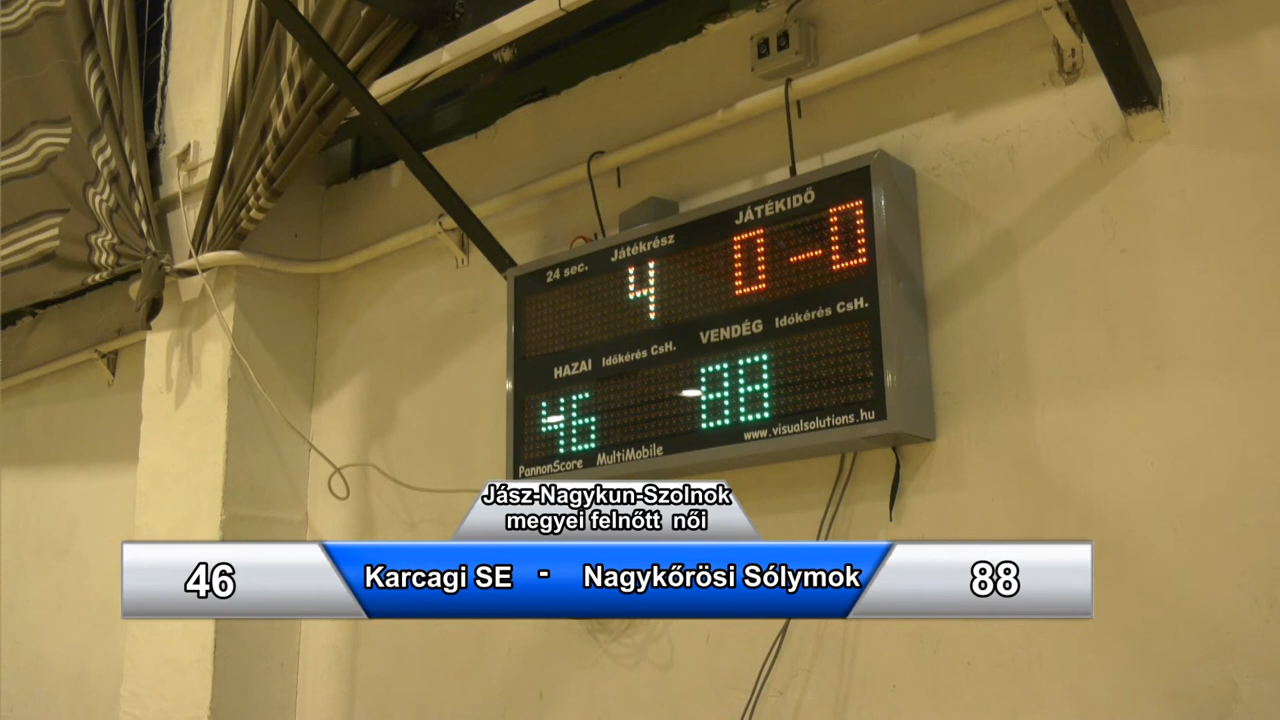 JÁTÉKIDŐ
24 sec. Játékrész
4 0-0
HAZAI Időkérés CsH. VENDÉG Időkérés CsH.
46 88
PannonScore MultiMobile www.visualsolutions.hu
Jász-Nagykun-Szolnok
megyei felnőtt női
46 Karcagi SE - Nagykőrösi Sólymok 88